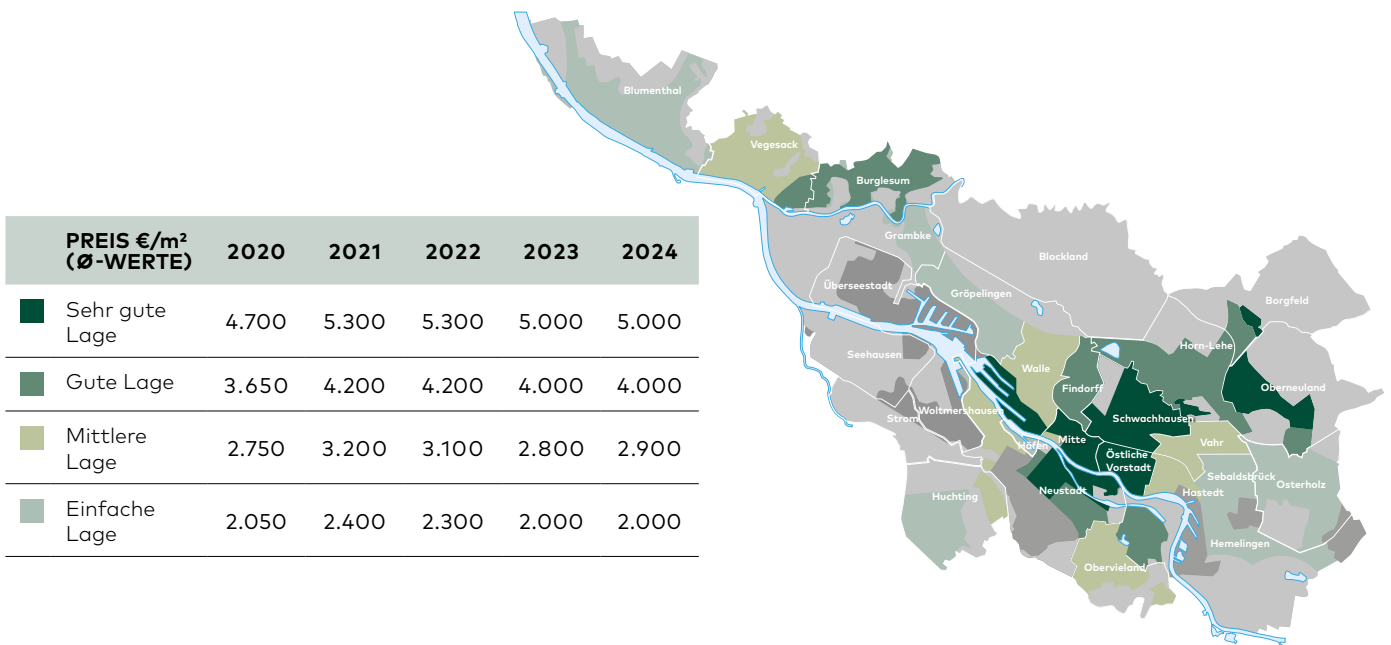 PREIS €/m²
(Ø-WERTE)
2020
2021
2022
2023
2024
Sehr gute
Lage
4.700
5.300
5.300
5.000
5.000
Gute Lage
3.650
4.200
4.200
4.000
4.000
Mittlere
Lage
2.750
3.200
3.100
2.800
2.900
Einfache
Lage
2.050
2.400
2.300
2.000
2.000
Blumenthal
Vegesack
Burglesum
Grambke
Blockland
Überseestadt
Gröpelingen
Borgfeld
Seehausen
Horn-Lehe
Walle
Findorff
Oberneuland
Strom
Woltmershausen
Schwachhausen
Häfen
Mitte
Vahr
Östliche
Vorstadt
Huchting
Neustadt
Hastedt
Sebaldsbrück
Osterholz
Hemelingen
Obervieland